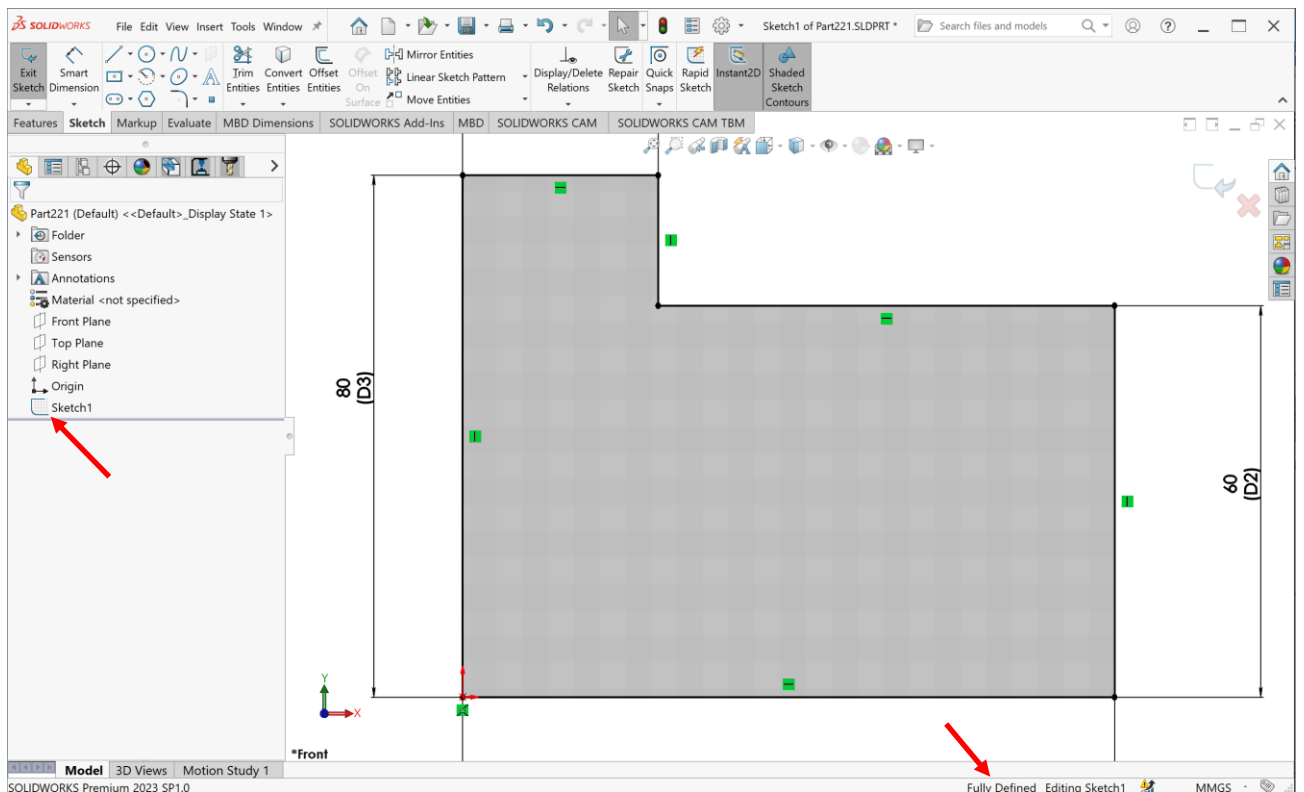 SOLIDWORKS File Edit View Insert Tools Window Sketch1 of Part221.SLDPRT * Search files and models
Exit Sketch
Smart Dimension
Trim Entities
Convert Entities
Offset Entities
Offset On Surface
Mirror Entities
Linear Sketch Pattern
Move Entities
Display/Delete Relations
Repair Sketch
Quick Snaps
Rapid Sketch
Instant2D
Shaded Sketch Contours
Features Sketch Markup Evaluate MBD Dimensions SOLIDWORKS Add-Ins MBD SOLIDWORKS CAM SOLIDWORKS CAM TBM
Part221 (Default) <<Default>_Display State 1>
Folder
Sensors
Annotations
Material <not specified>
Front Plane
Top Plane
Right Plane
Origin
Sketch1
80
(D3)
60
(D2)
Y
X
*Front
Model 3D Views Motion Study 1
SOLIDWORKS Premium 2023 SP1.0 Fully Defined Editing Sketch1 MMGS